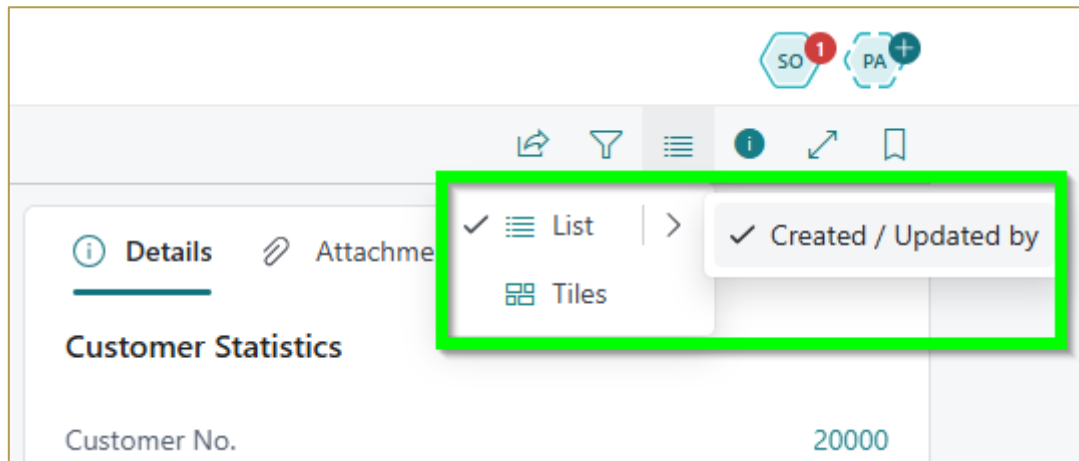 SO 1 PA
List
Created / Updated by
Details
Attachme
Tiles
Customer Statistics
Customer No. 20000